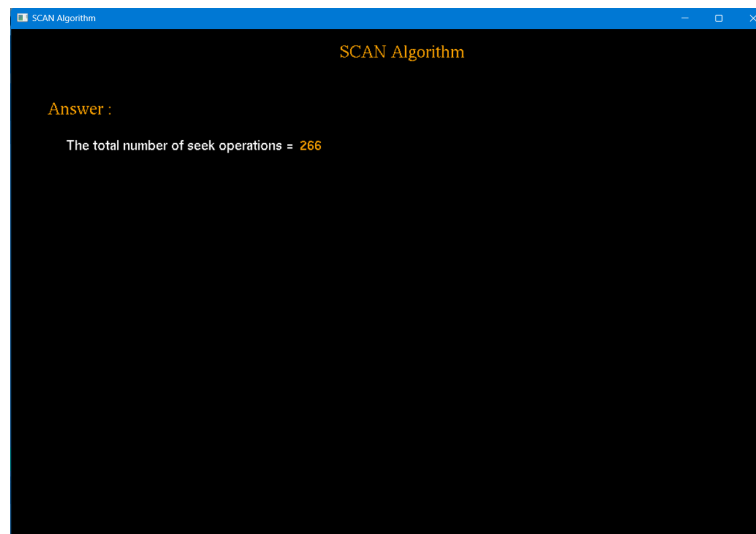 SCAN Algorithm
SCAN Algorithm
Answer :
The total number of seek operations = 266